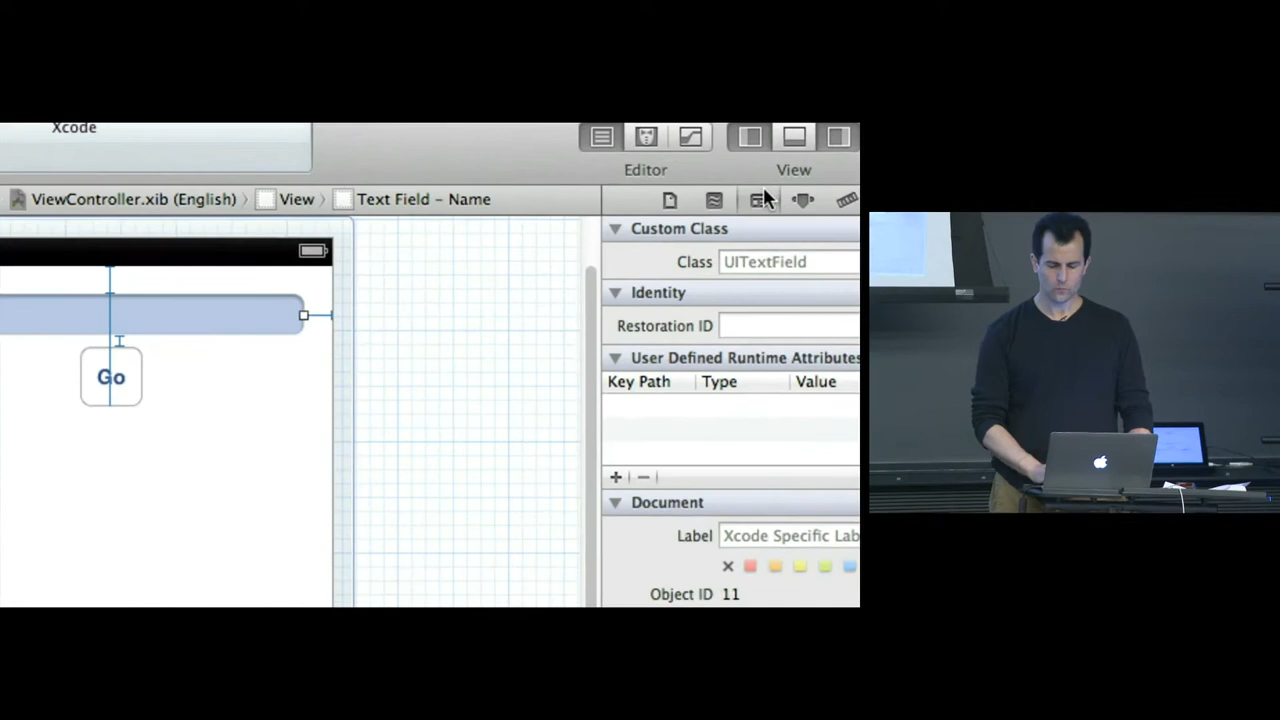 Xcode
Editor
View
ViewController.xib (English)
View
Text Field - Name
Custom Class
Class
UITextField
Identity
Restoration ID
User Defined Runtime Attributes
Key Path
Type
Value
Go
Document
Label
Xcode Specific Lab
Object ID
11